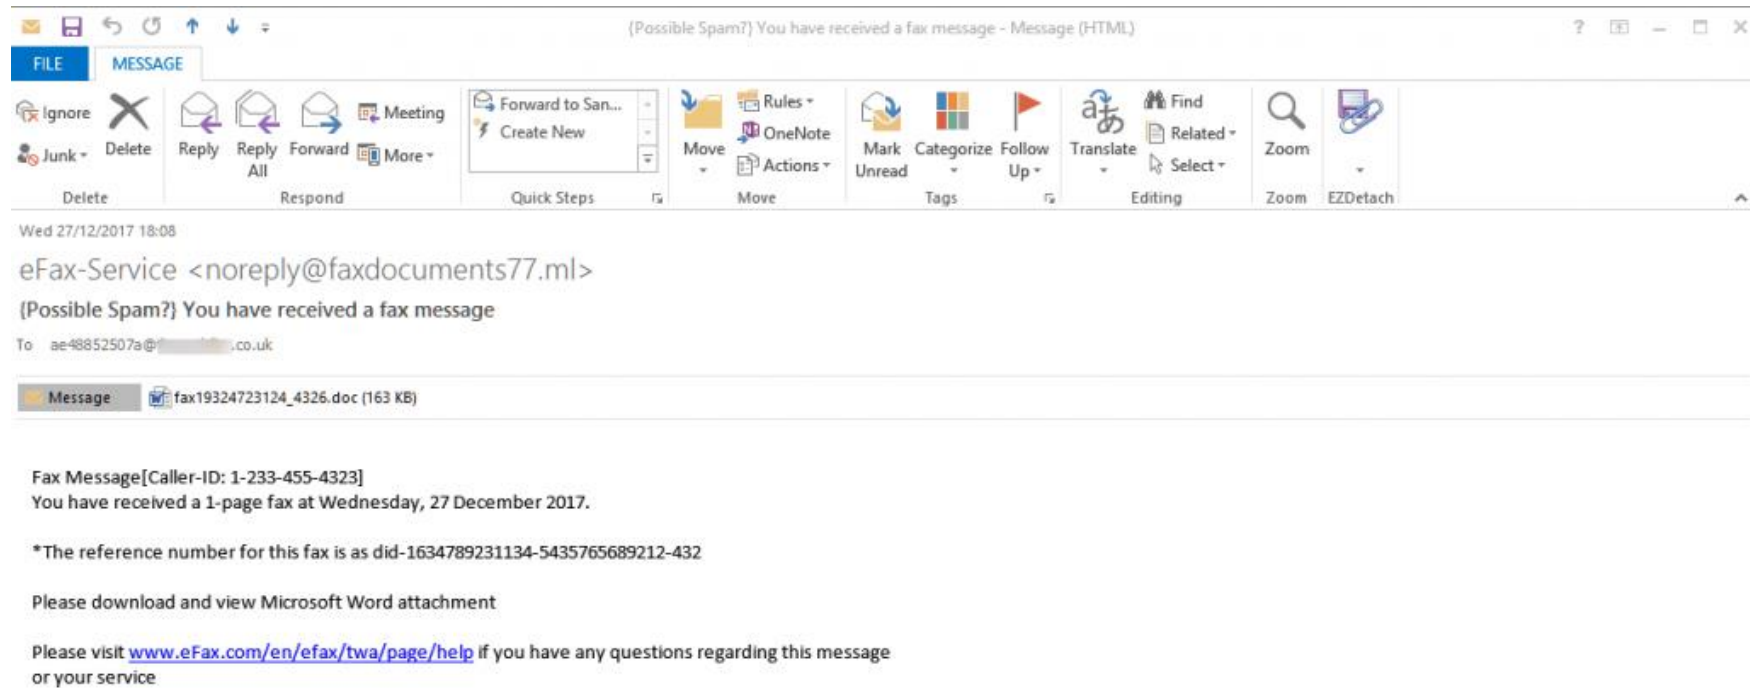 {Possible Spam?} You have received a fax message - Message (HTML)
FILE MESSAGE
Ignore
Junk
Delete
Reply
Reply All
Forward
Meeting
More
Forward to San...
Create New
Move
Rules
OneNote
Actions
Mark Unread
Categorize
Follow Up
Translate
Find
Related
Select
Zoom
Delete Respond Quick Steps Move Tags Editing Zoom EZDetach
Wed 27/12/2017 18:08
eFax-Service <noreply@faxdocuments77.ml>
{Possible Spam?} You have received a fax message
To ae48852507a@ .co.uk
Message fax19324723124_4326.doc (163 KB)
Fax Message[Caller-ID: 1-233-455-4323]
You have received a 1-page fax at Wednesday, 27 December 2017.
*The reference number for this fax is as did-1634789231134-5435765689212-432
Please download and view Microsoft Word attachment
Please visit www.eFax.com/en/efax/twa/page/help if you have any questions regarding this message
or your service